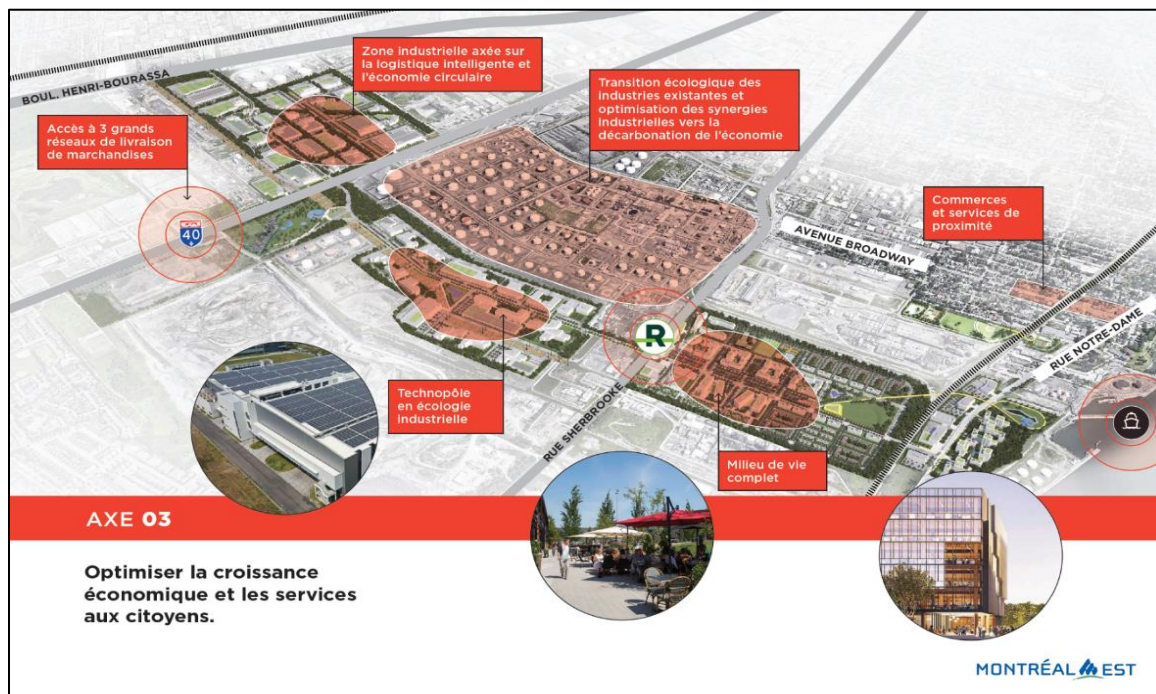 Zone industrielle axée sur
la logistique intelligente et
l'économie circulaire
BOUL. HENRI-BOURASSA
Transition écologique des
industries existantes et
optimisation des synergies
industrielles vers la
décarbonation de l'économie
Accès à 3 grands
réseaux de livraison
de marchandises
40
Commerces
et services de
proximité
AVENUE BROADWAY
RUE NOTRE-DAME
R
Technopôle
en écologie
industrielle
RUE SHERBROOKE
Milieu de vie
complet
AXE 03
Optimiser la croissance
économique et les services
aux citoyens.
MONTRÉAL EST